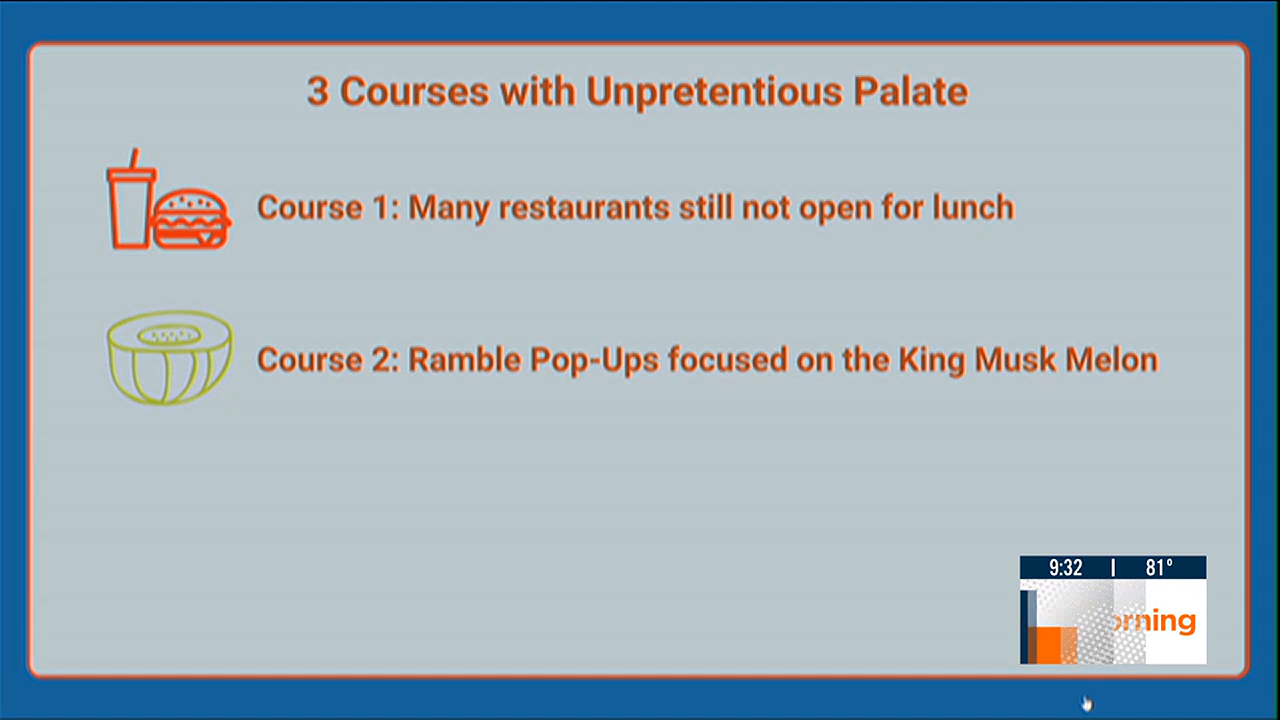 3 Courses with Unpretentious Palate
Course 1: Many restaurants still not open for lunch
Course 2: Ramble Pop-Ups focused on the King Musk Melon
9:32 | 81°
orning